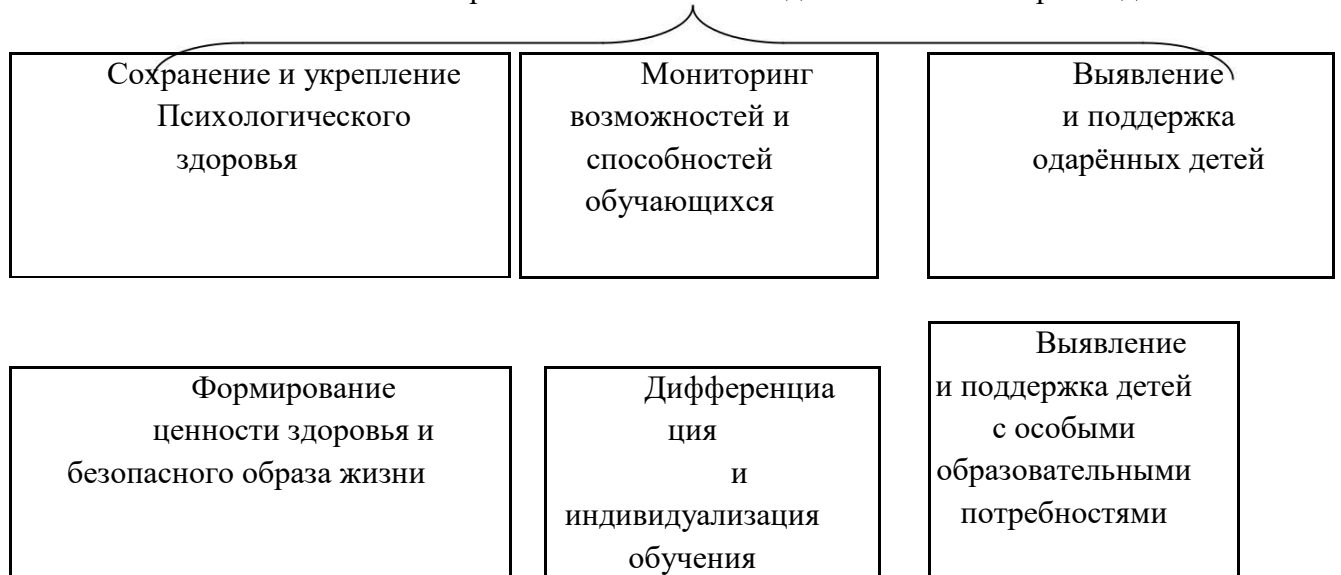 Сохранение и укрепление
Психологического
здоровья
Мониторинг
возможностей и
способностей
обучающихся
Выявление
и поддержка
одарённых детей
Формирование
ценности здоровья и
безопасного образа жизни
Дифференциа
ция
и
индивидуализация
обучения
Выявление
и поддержка детей
с особыми
образовательными
потребностями